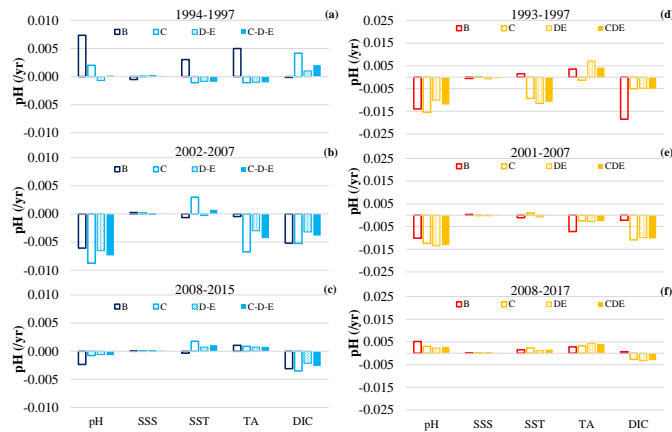 1994-1997 (a)
B C D-E C-D-E
pH (/yr)
0.010
0.005
0.000
-0.005
-0.010
2002-2007 (b)
B C D-E C-D-E
pH (/yr)
0.010
0.005
0.000
-0.005
-0.010
2008-2015 (c)
B C D-E C-D-E
pH (/yr)
0.010
0.005
0.000
-0.005
-0.010
pH SSS SST TA DIC
1993-1997 (d)
B C DE CDE
pH (/yr)
0.025
0.015
0.005
-0.005
-0.015
-0.025
2001-2007 (e)
B C DE CDE
pH (/yr)
0.025
0.015
0.005
-0.005
-0.015
-0.025
2008-2017 (f)
B C DE CDE
pH (/yr)
0.025
0.015
0.005
-0.005
-0.015
-0.025
pH SSS SST TA DIC